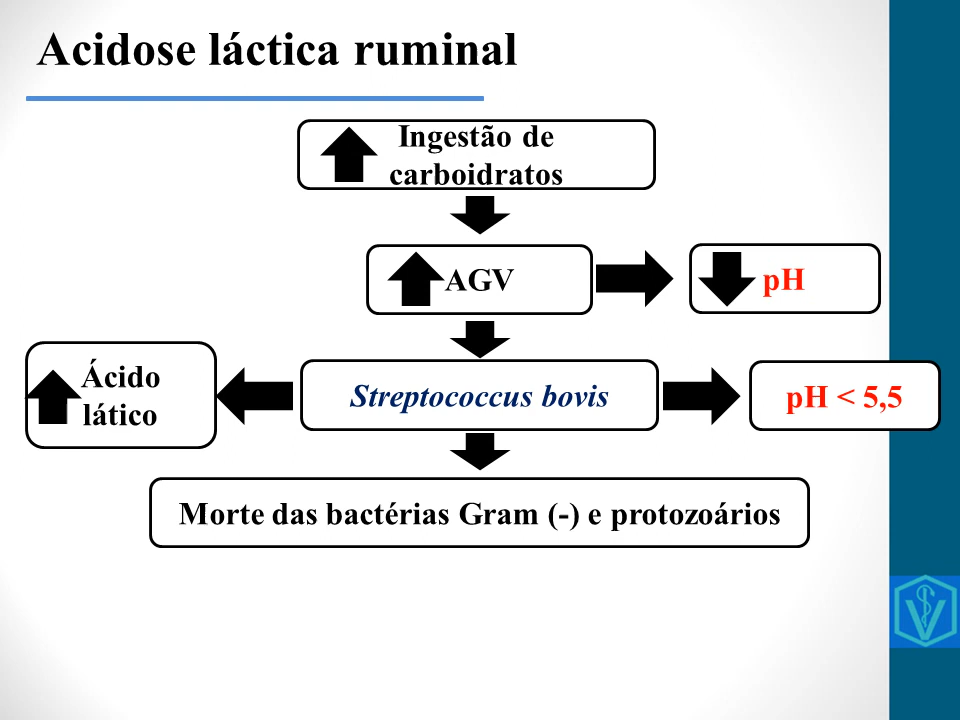 Acidose láctica ruminal
Ingestão de
carboidratos
AGV
pH
Ácido
lático
Streptococcus bovis
pH < 5,5
Morte das bactérias Gram (-) e protozoários
V